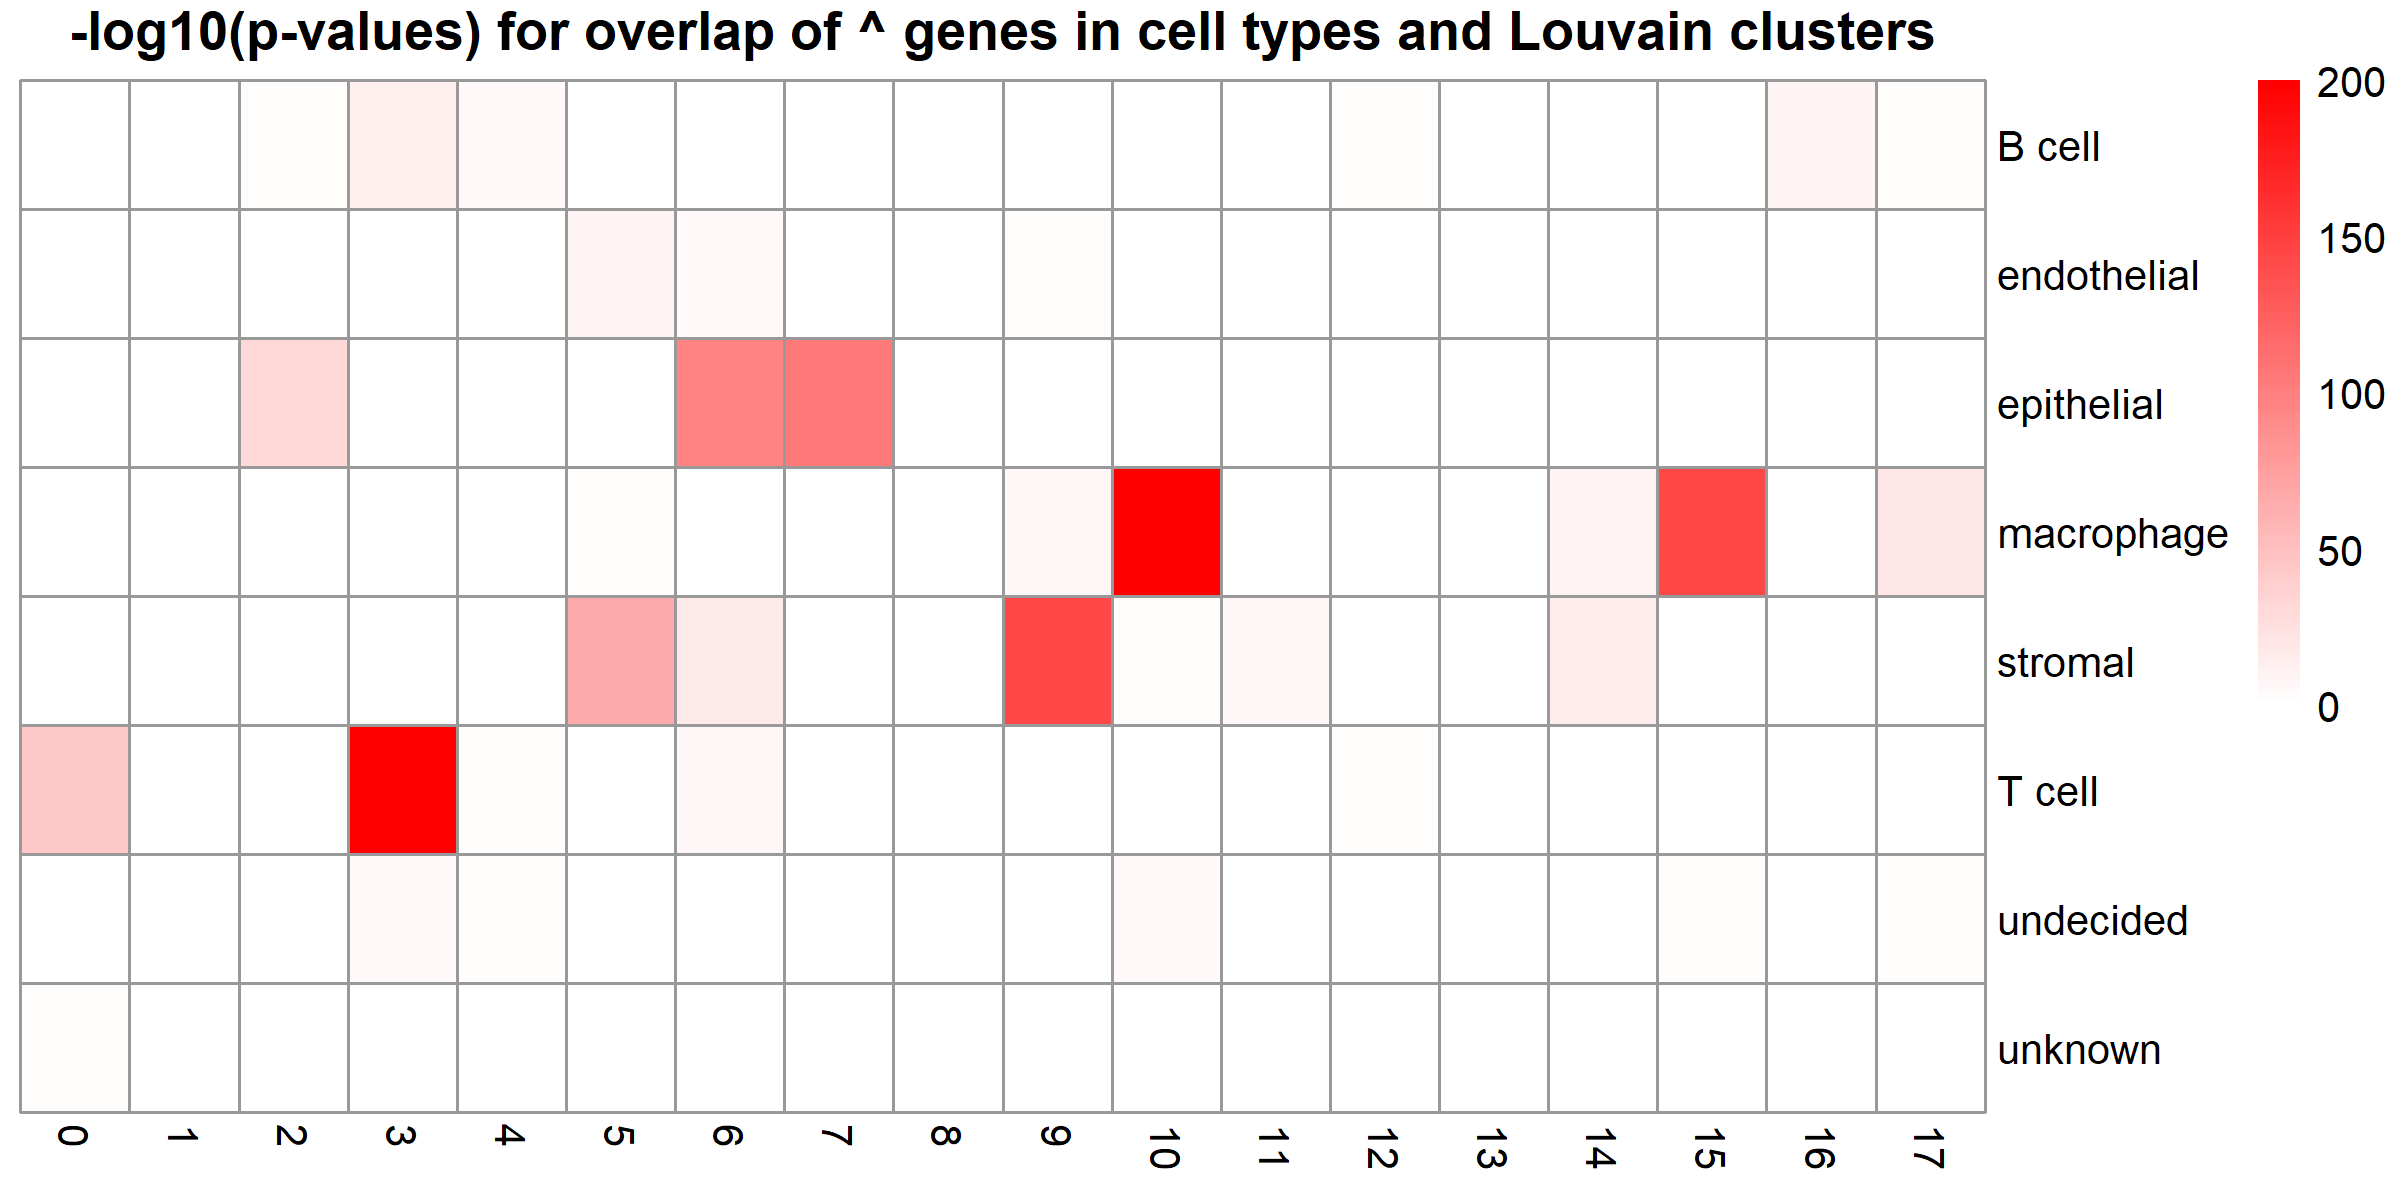 -log10(p-values) for overlap of ^ genes in cell types and Louvain clusters
200
150
100
50
0
B cell
endothelial
epithelial
macrophage
stromal
T cell
undecided
unknown
0 1 2 3 4 5 6 7 8 9 10 11 12 13 14 15 16 17